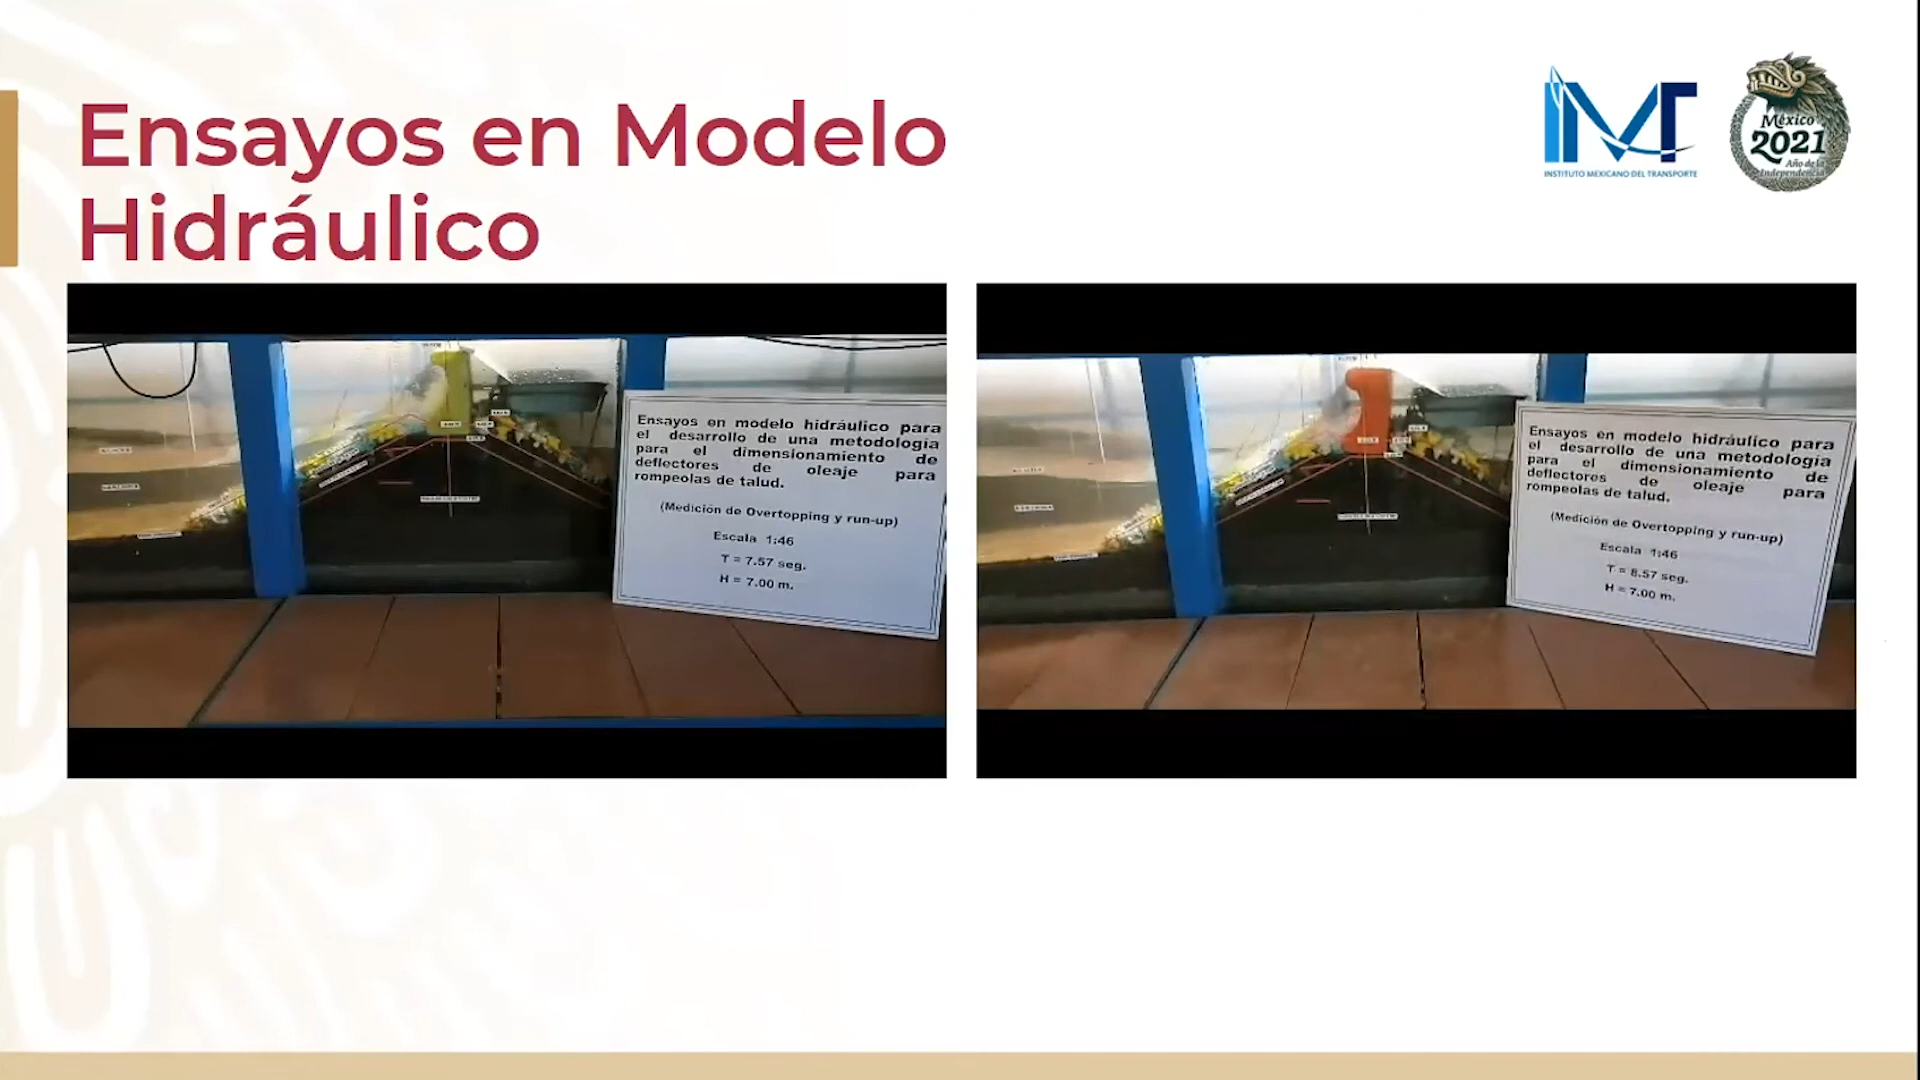 Ensayos en Modelo
Hidráulico
INSTITUTO MEXICANO DEL TRANSPORTE
México
2021
Año de la
Independencia
Ensayos en modelo hidráulico para
el desarrollo de una metodología
para el dimensionamiento de
deflectores de oleaje para
rompeolas de talud.
(Medición de Overtopping y run-up)
Escala 1:46
T = 7.57 seg.
H = 7.00 m.
Ensayos en modelo hidráulico para
el desarrollo de una metodología
para el dimensionamiento de
deflectores de oleaje para
rompeolas de talud.
(Medición de Overtopping y run-up)
Escala 1:46
T = 8.57 seg.
H = 7.00 m.